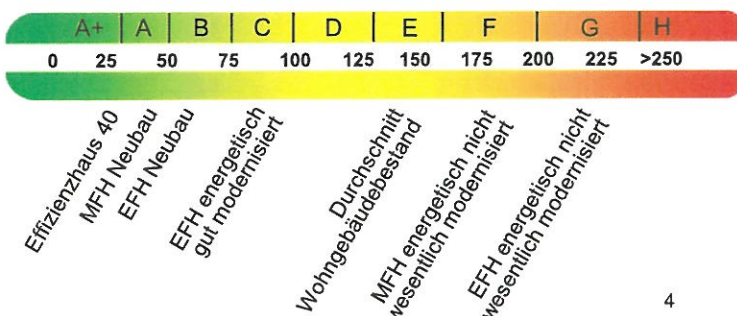 A+ A B C D E F G H
0 25 50 75 100 125 150 175 200 225 >250
Effizienzhaus 40
MFH Neubau
EFH Neubau
EFH energetisch
gut modernisiert
Durchschnitt
Wohngebäudebestand
MFH energetisch nicht
wesentlich modernisiert
EFH energetisch nicht
wesentlich modernisiert
4